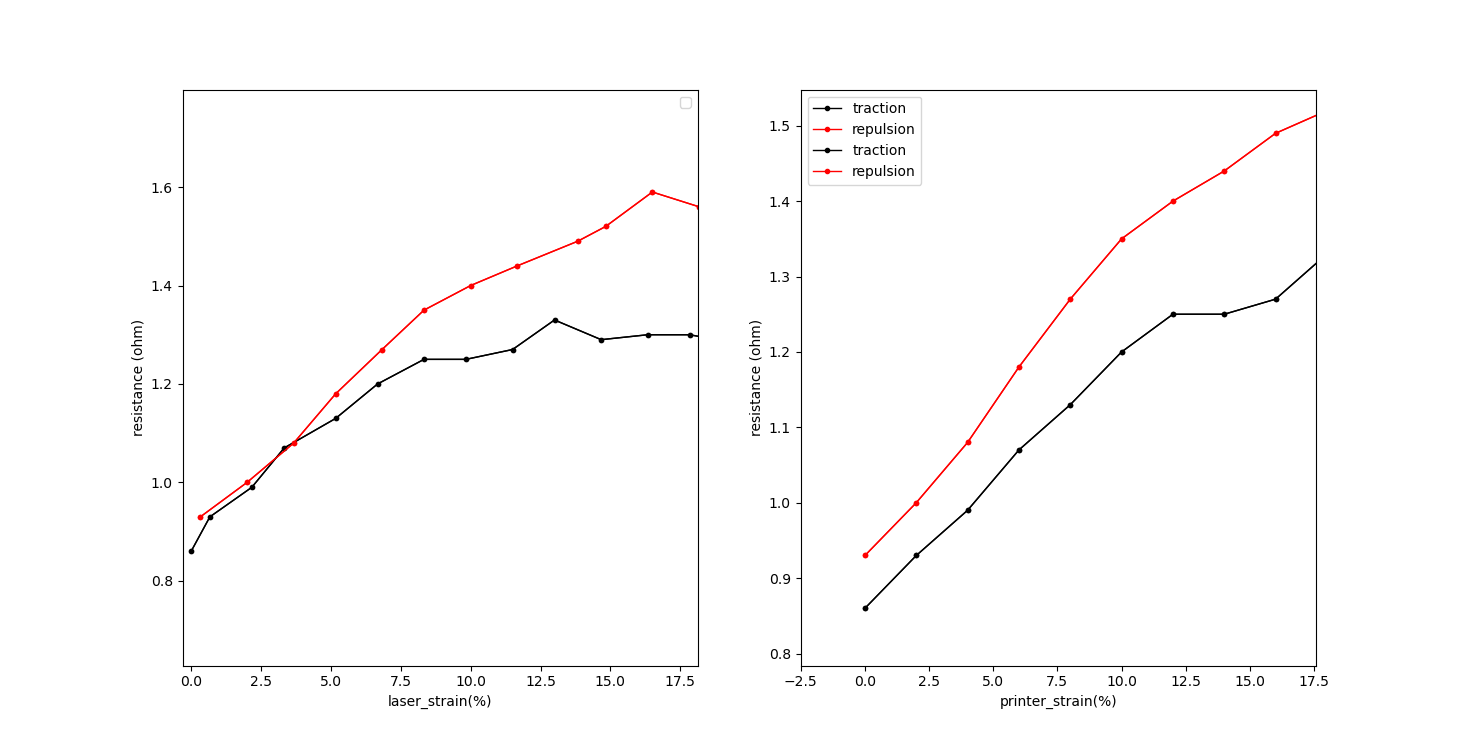 1.6
1.4
1.2
1.0
0.8
resistance (ohm)
0.0 2.5 5.0 7.5 10.0 12.5 15.0 17.5
laser_strain(%)
traction
repulsion
traction
repulsion
1.5
1.4
1.3
1.2
1.1
1.0
0.9
0.8
resistance (ohm)
−2.5 0.0 2.5 5.0 7.5 10.0 12.5 15.0 17.5
printer_strain(%)